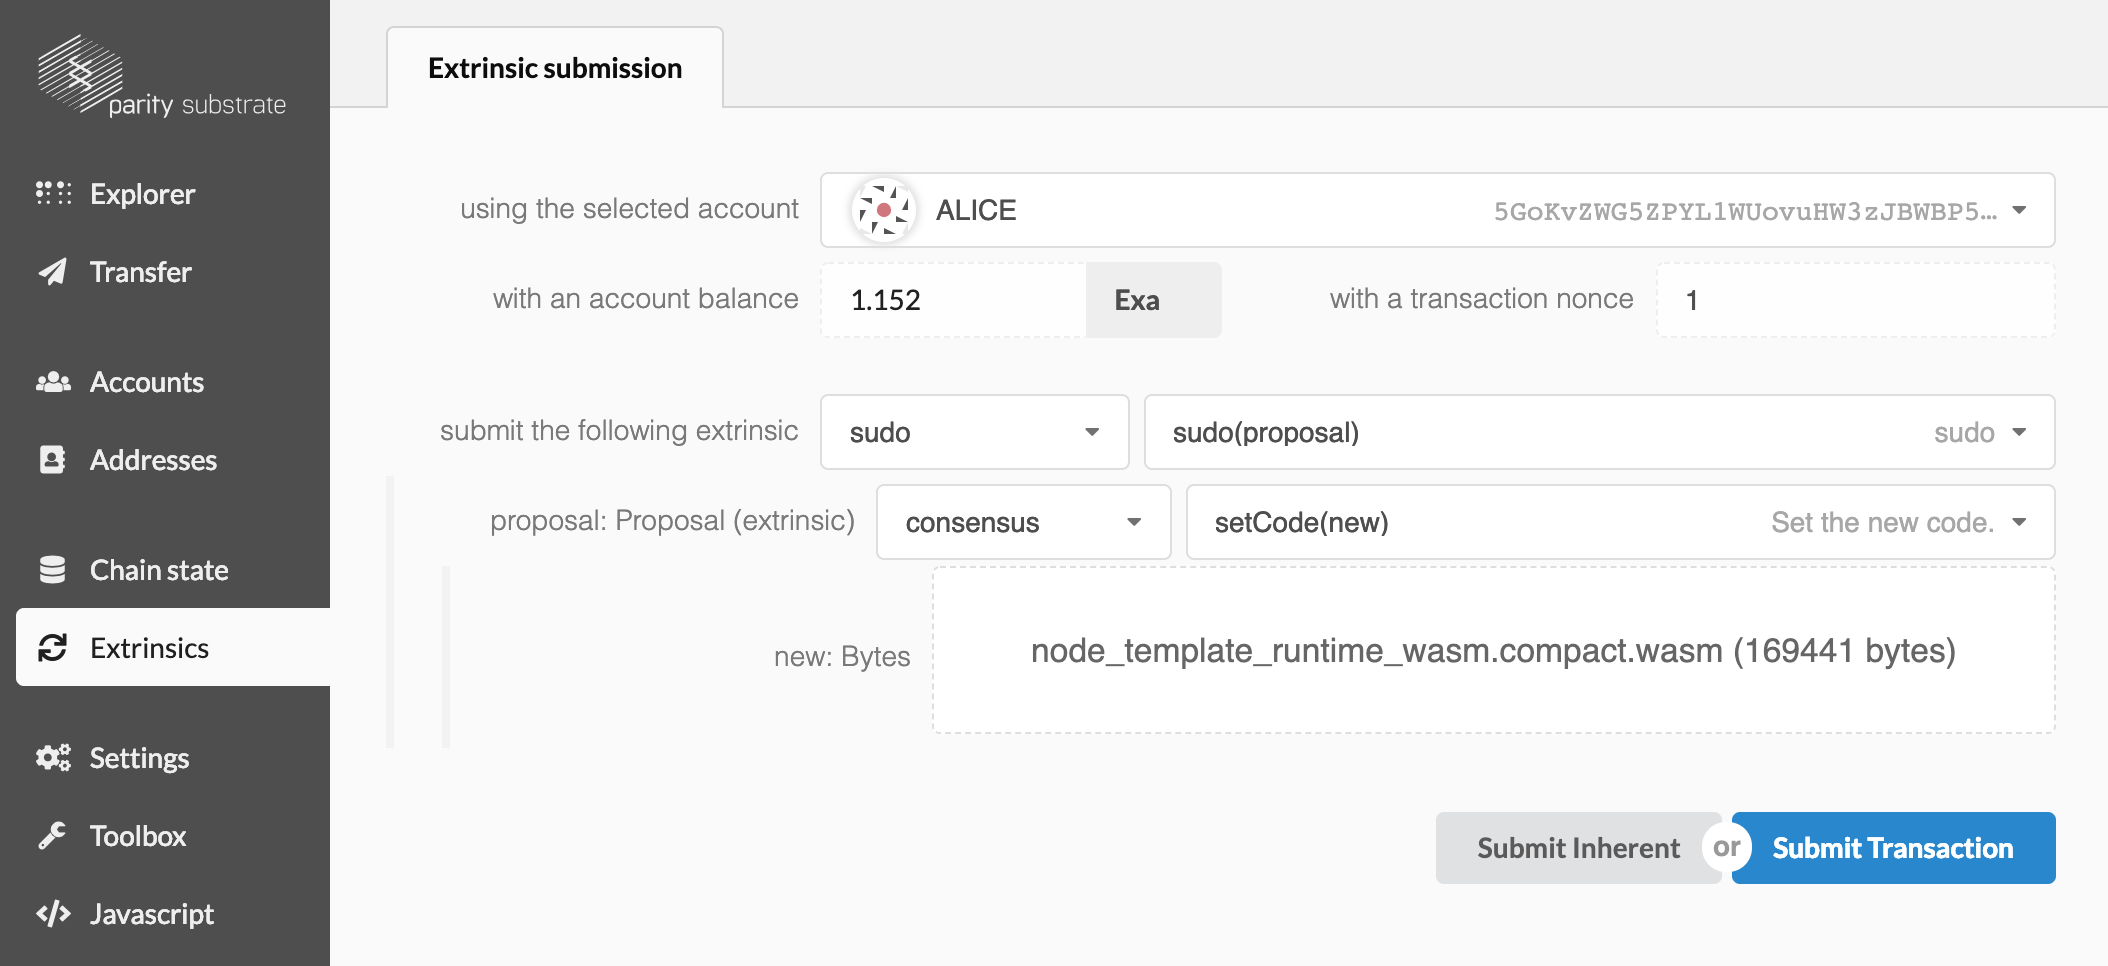 parity substrate
Explorer
Transfer
Accounts
Addresses
Chain state
Extrinsics
Settings
Toolbox
Javascript
Extrinsic submission
using the selected account ALICE 5GoKvZWG5ZPYL1WUovuHW3zJBWBP5…
with an account balance 1.152 Exa with a transaction nonce 1
submit the following extrinsic sudo sudo(proposal) sudo
proposal: Proposal (extrinsic) consensus setCode(new) Set the new code.
new: Bytes node_template_runtime_wasm.compact.wasm (169441 bytes)
Submit Inherent or Submit Transaction